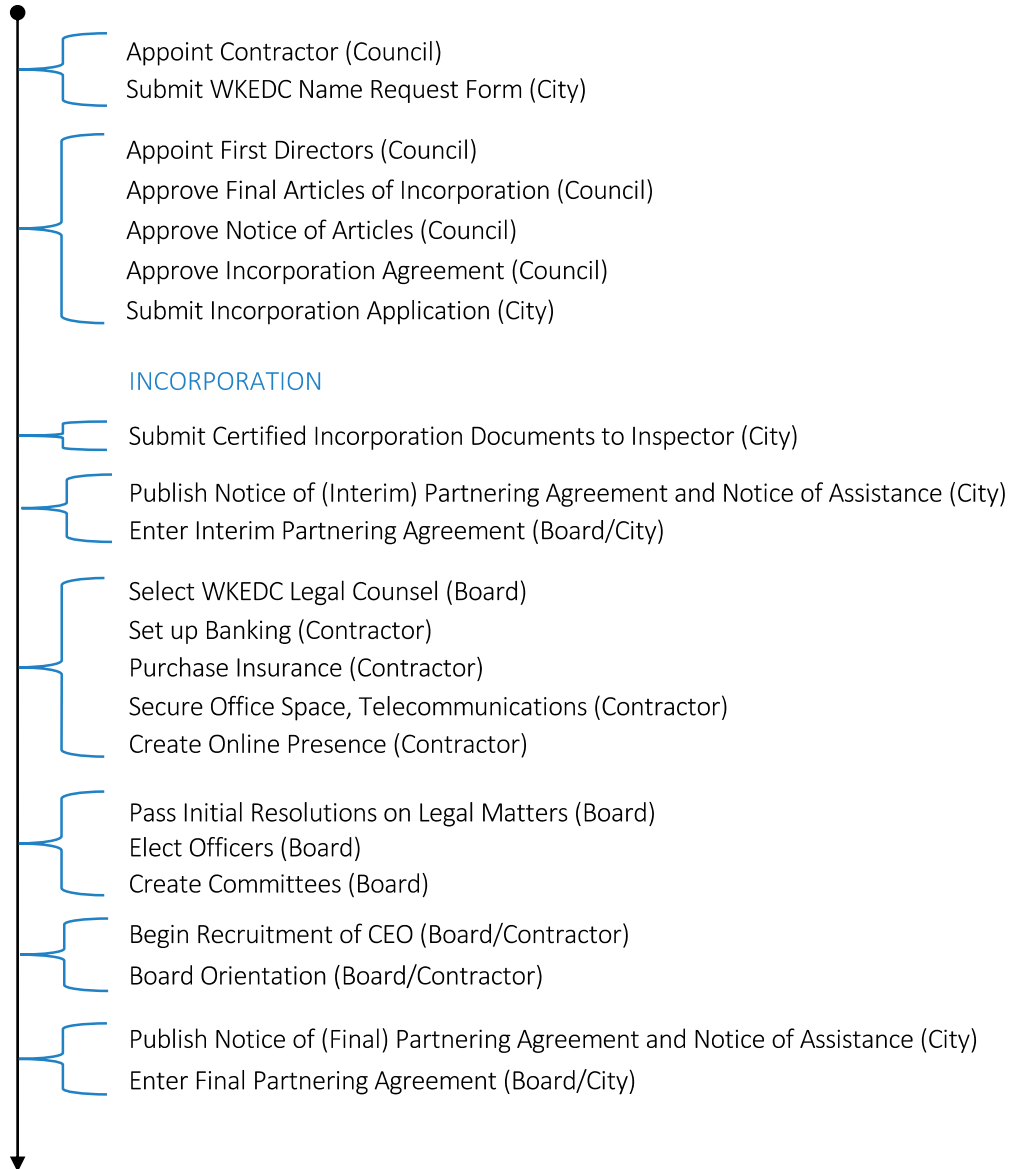 Appoint Contractor (Council)
Submit WKEDC Name Request Form (City)
Appoint First Directors (Council)
Approve Final Articles of Incorporation (Council)
Approve Notice of Articles (Council)
Approve Incorporation Agreement (Council)
Submit Incorporation Application (City)
INCORPORATION
Submit Certified Incorporation Documents to Inspector (City)
Publish Notice of (Interim) Partnering Agreement and Notice of Assistance (City)
Enter Interim Partnering Agreement (Board/City)
Select WKEDC Legal Counsel (Board)
Set up Banking (Contractor)
Purchase Insurance (Contractor)
Secure Office Space, Telecommunications (Contractor)
Create Online Presence (Contractor)
Pass Initial Resolutions on Legal Matters (Board)
Elect Officers (Board)
Create Committees (Board)
Begin Recruitment of CEO (Board/Contractor)
Board Orientation (Board/Contractor)
Publish Notice of (Final) Partnering Agreement and Notice of Assistance (City)
Enter Final Partnering Agreement (Board/City)